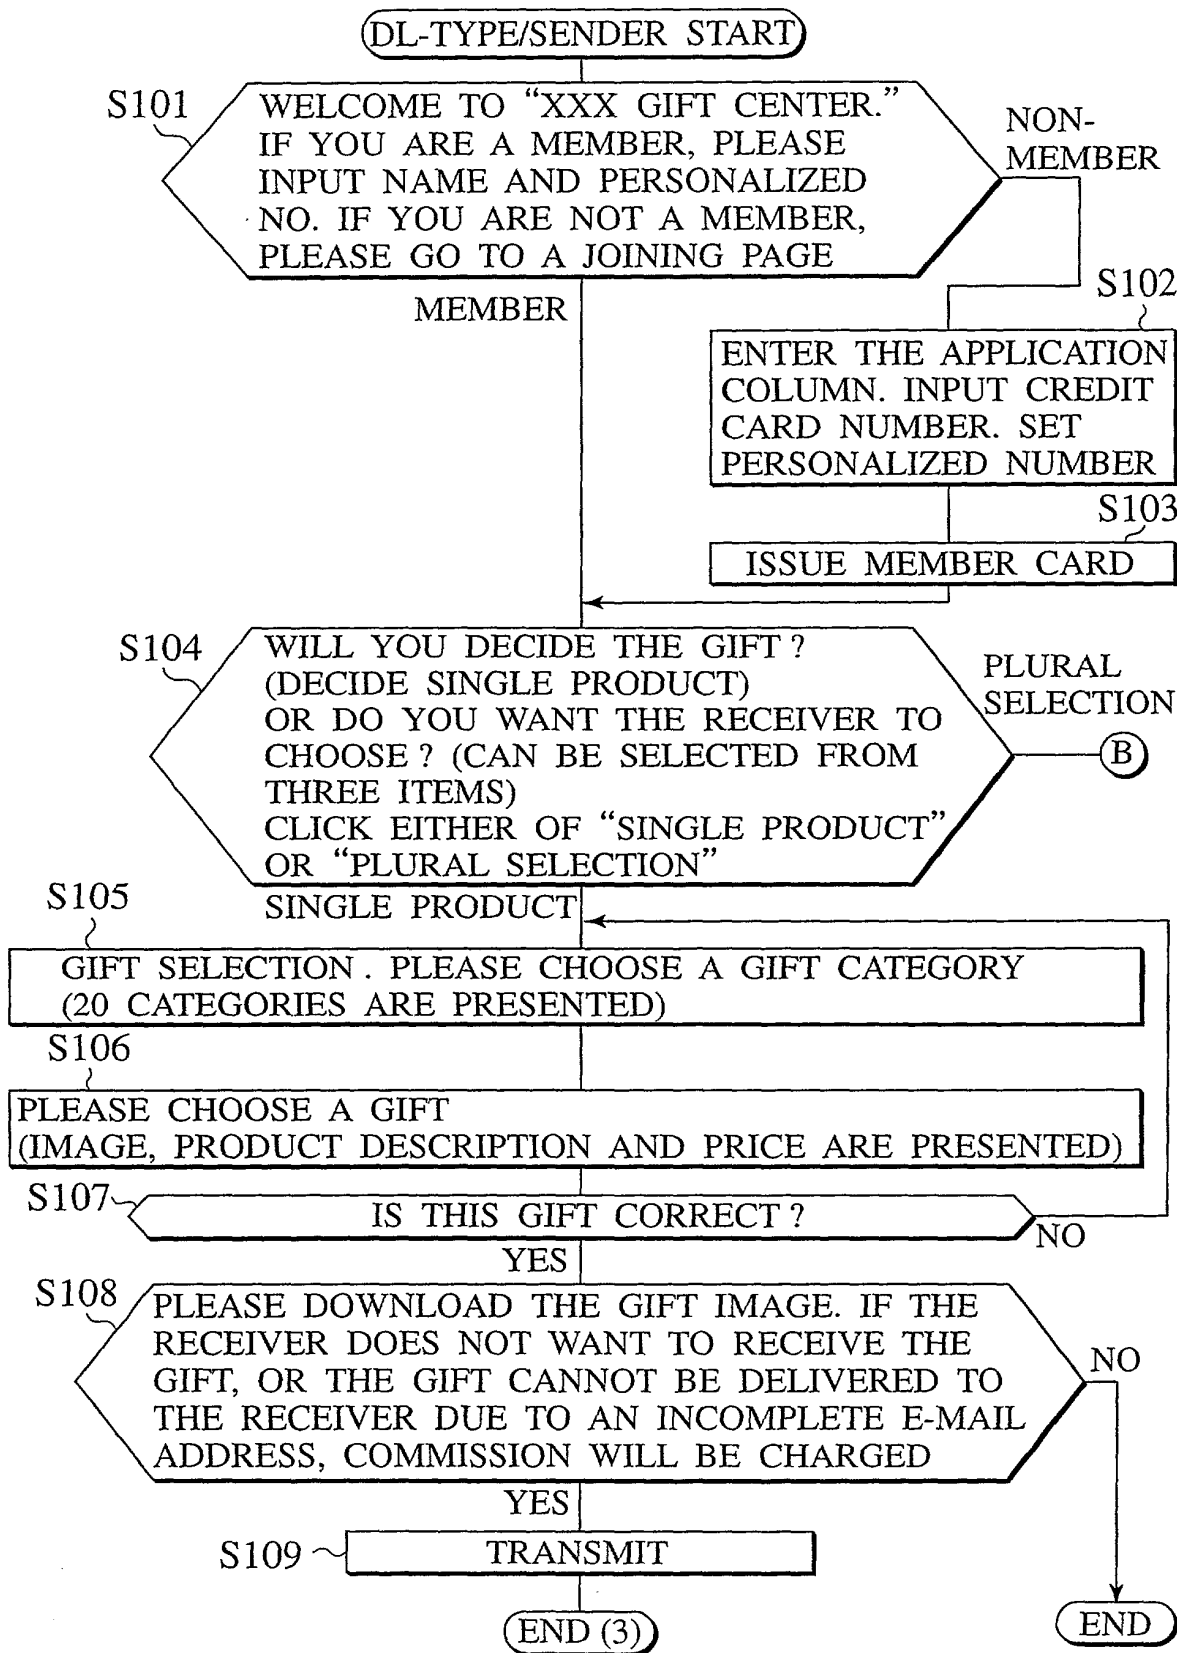 DL-TYPE/SENDER START
S101
WELCOME TO “XXX GIFT CENTER.”
IF YOU ARE A MEMBER, PLEASE
INPUT NAME AND PERSONALIZED
NO. IF YOU ARE NOT A MEMBER,
PLEASE GO TO A JOINING PAGE
NON-
MEMBER
MEMBER
S102
ENTER THE APPLICATION
COLUMN. INPUT CREDIT
CARD NUMBER. SET
PERSONALIZED NUMBER
S103
ISSUE MEMBER CARD
S104
WILL YOU DECIDE THE GIFT ?
(DECIDE SINGLE PRODUCT)
OR DO YOU WANT THE RECEIVER TO
CHOOSE ? (CAN BE SELECTED FROM
THREE ITEMS)
CLICK EITHER OF “SINGLE PRODUCT”
OR “PLURAL SELECTION”
PLURAL
SELECTION
B
SINGLE PRODUCT
S105
GIFT SELECTION . PLEASE CHOOSE A GIFT CATEGORY
(20 CATEGORIES ARE PRESENTED)
S106
PLEASE CHOOSE A GIFT
(IMAGE, PRODUCT DESCRIPTION AND PRICE ARE PRESENTED)
S107
IS THIS GIFT CORRECT ?
NO
YES
S108
PLEASE DOWNLOAD THE GIFT IMAGE. IF THE
RECEIVER DOES NOT WANT TO RECEIVE THE
GIFT, OR THE GIFT CANNOT BE DELIVERED TO
THE RECEIVER DUE TO AN INCOMPLETE E-MAIL
ADDRESS, COMMISSION WILL BE CHARGED
NO
YES
S109
TRANSMIT
END (3)
END